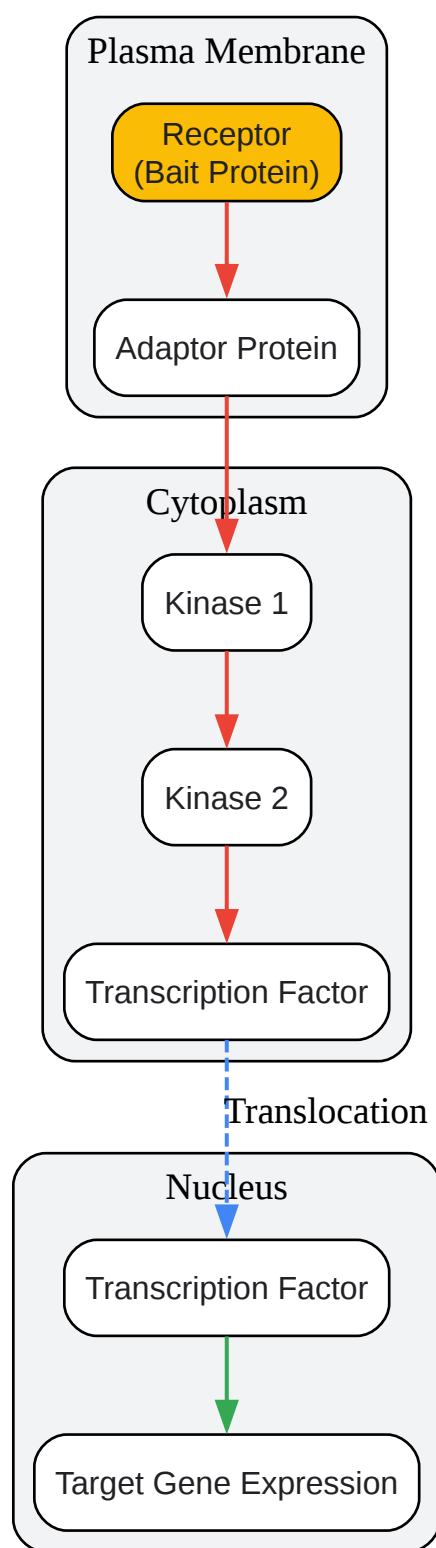 Plasma Membrane
Receptor
(Bait Protein)
Adaptor Protein
Cytoplasm
Kinase 1
Kinase 2
Transcription Factor
Translocation
Nucleus
Transcription Factor
Target Gene Expression